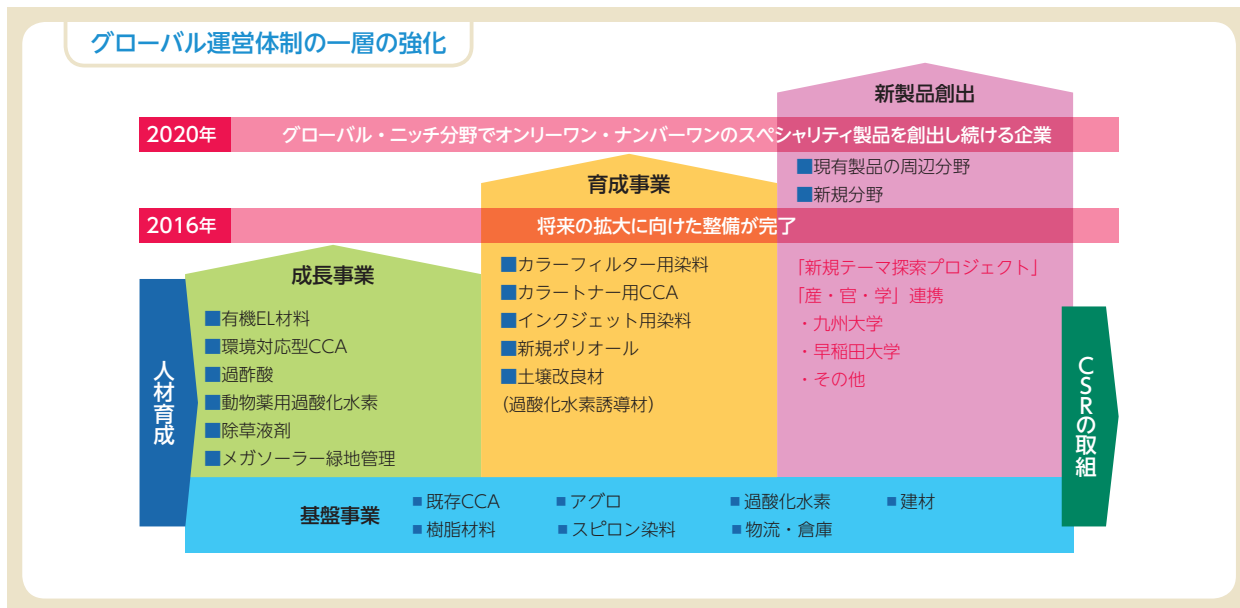 グローバル運営体制の一層の強化
新製品創出
2020年 グローバル・ニッチ分野でオンリーワン・ナンバーワンのスペシャリティ製品を創出し続ける企業
■現有製品の周辺分野
■新規分野
育成事業
2016年 将来の拡大に向けた整備が完了
成長事業
■有機EL材料
■環境対応型CCA
■過酢酸
■動物薬用過酸化水素
■除草液剤
■メガソーラー緑地管理
■カラーフィルター用染料
■カラートナー用CCA
■インクジェット用染料
■新規ポリオール
■土壌改良材
(過酸化水素誘導材)
「新規テーマ探索プロジェクト」
「産・官・学」連携
・九州大学
・早稲田大学
・その他
人材育成
CSRの取組
基盤事業
■既存CCA ■アグロ ■過酸化水素 ■建材
■樹脂材料 ■スピロン染料 ■物流・倉庫